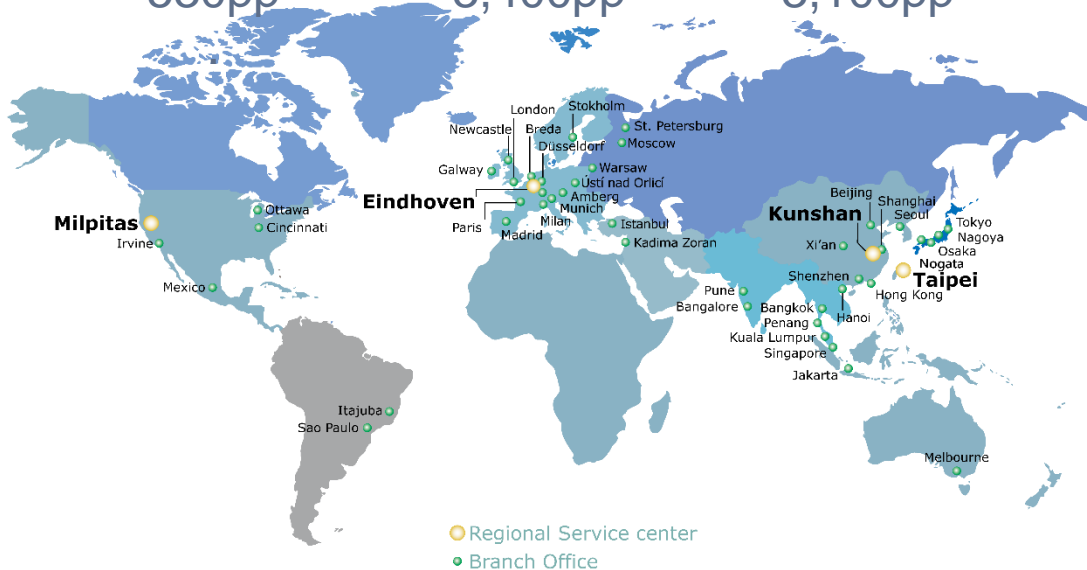 Stokholm
London
Newcastle
Breda
St. Petersburg
Düsseldorf
Moscow
Galway
Warsaw
Ústí nad Orlicí
Eindhoven
Amberg
Munich
Paris
Milan
Madrid
Istanbul
Kadima Zoran
Ottawa
Milpitas
Cincinnati
Irvine
Mexico
Beijing
Shanghai
Kunshan
Seoul
Tokyo
Nagoya
Xi'an
Osaka
Nogata
Shenzhen
Taipei
Pune
Hong Kong
Bangalore
Bangkok
Hanoi
Penang
Kuala Lumpur
Singapore
Jakarta
Itajuba
Sao Paulo
Melbourne
Regional Service center
Branch Office